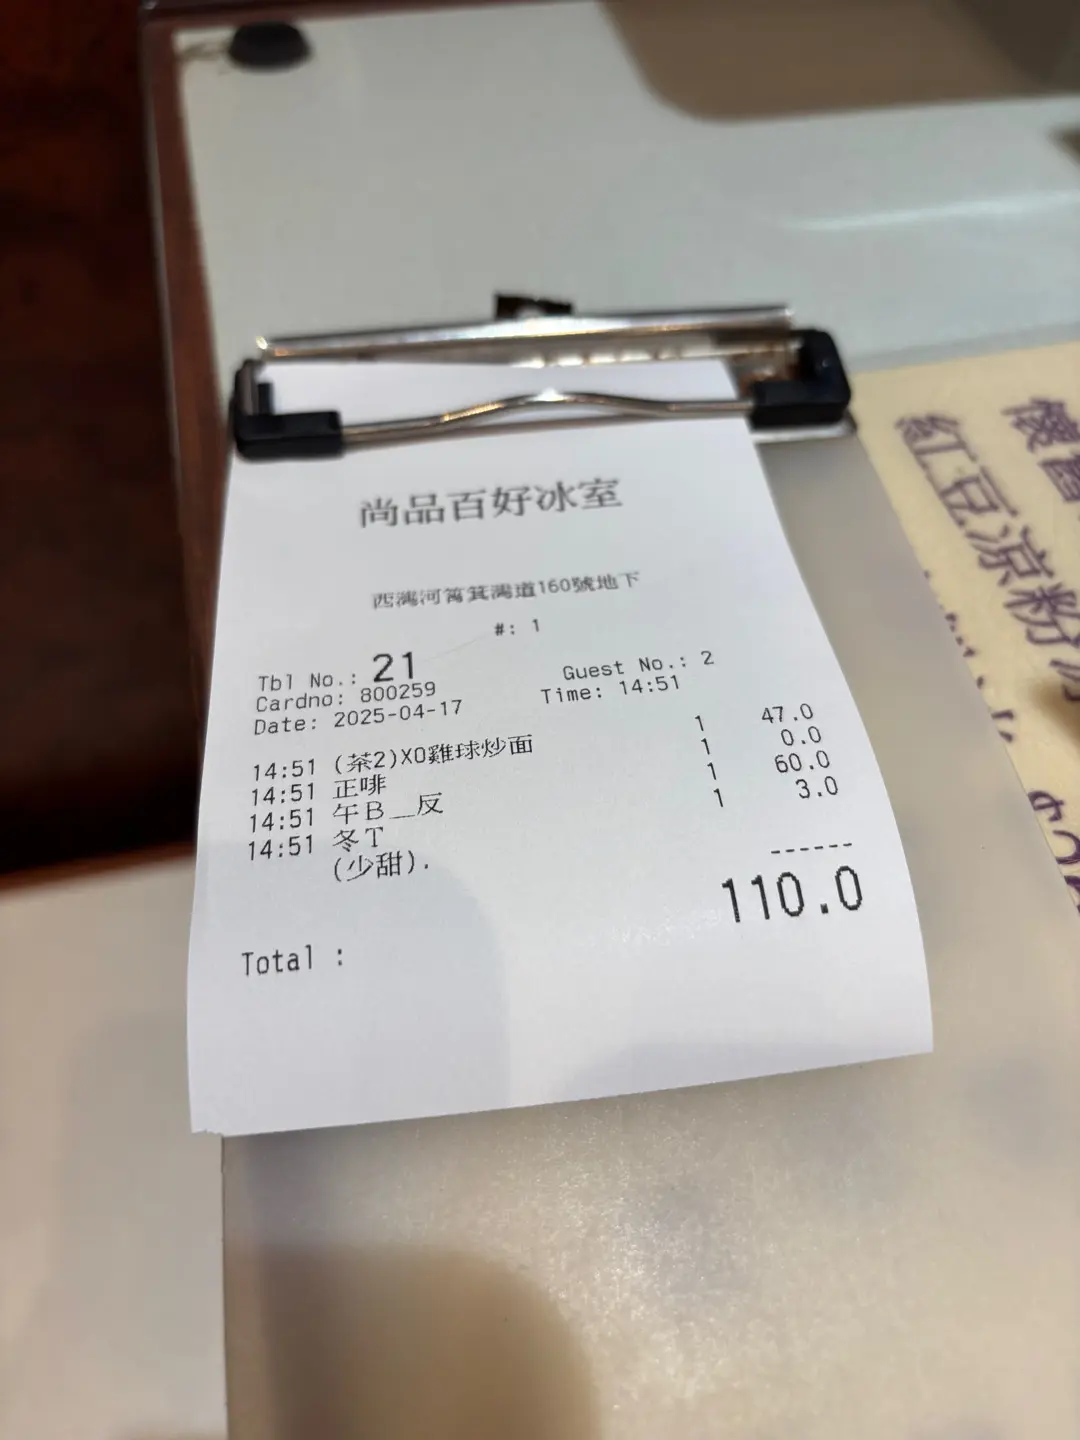 尚品百好冰室
西灣河筲箕灣道160號地下
#: 1
Tbl No.: 21 Guest No.: 2
Cardno: 800259
Date: 2025-04-17 Time: 14:51
14:51 (茶2)XO雞球炒面 1 47.0
14:51 正啡 1 0.0
14:51 午B__反 1 60.0
14:51 冬T 1 3.0
(少甜).
------
110.0
Total :
紅豆涼粉